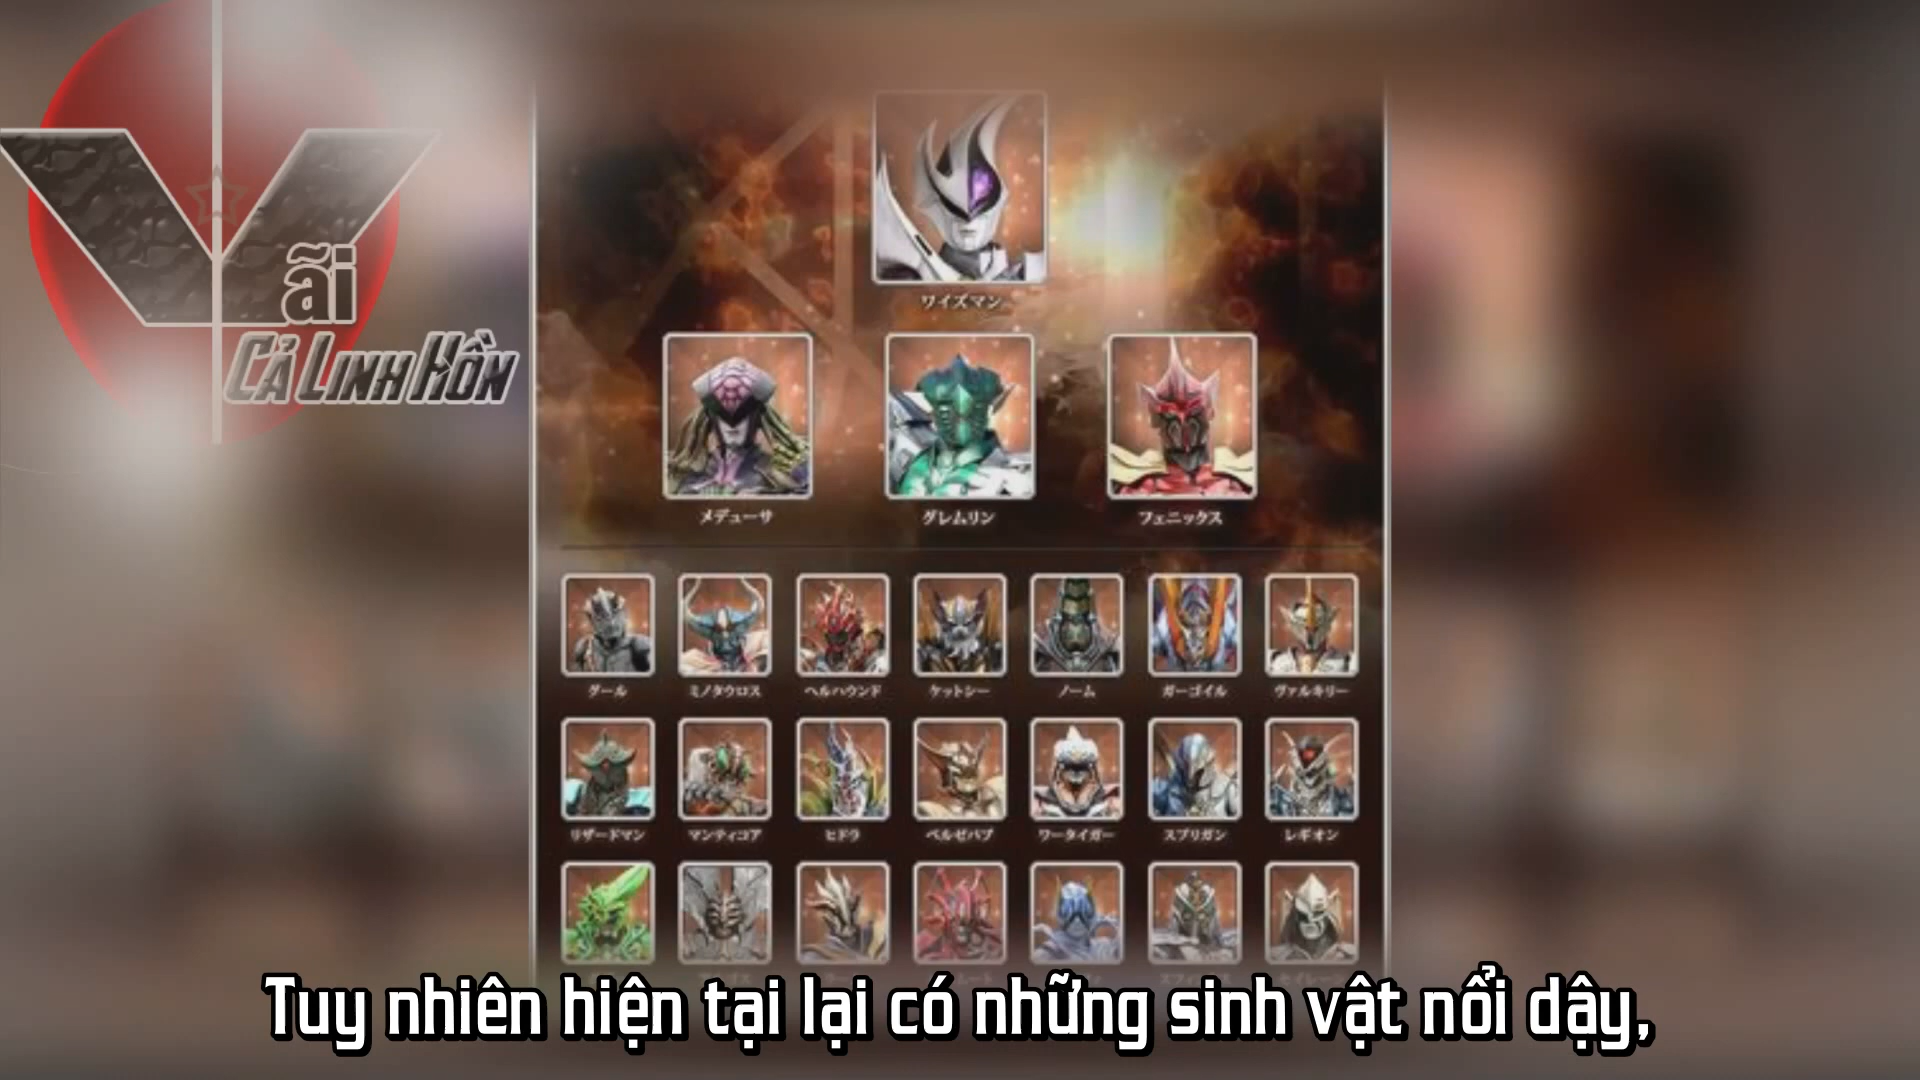 Vãi
Cả Linh Hồn
ワイズマン
メデューサ グレムリン フェニックス
グール ミノタウロス ヘルハウンド ケットシー ノーム ガーゴイル ヴァルキリー
リザードマン マンティコア ヒドラ ベルゼバブ ワータイガー スプリガン レギオン
Tuy nhiên hiện tại lại có những sinh vật nổi dậy,